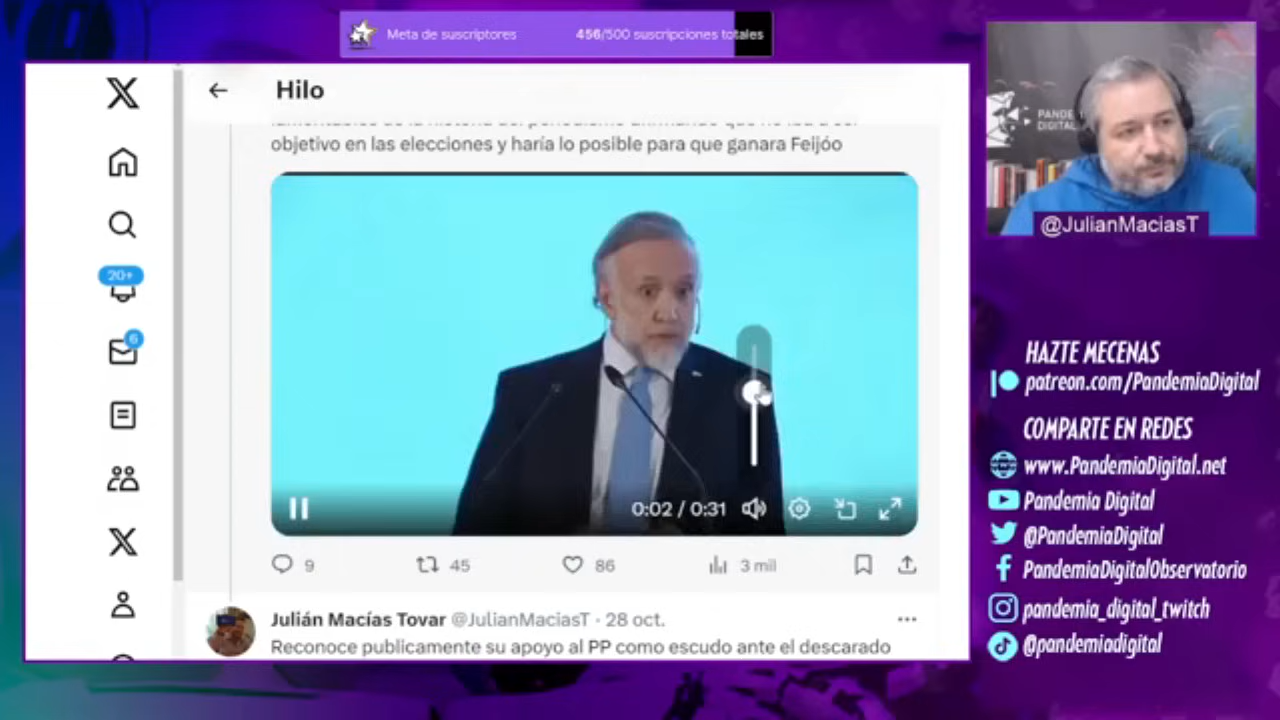 Meta de suscriptores 456/500 suscripciones totales
Hilo
objetivo en las elecciones y haría lo posible para que ganara Feijóo
20+
6
0:02 / 0:31
9 45 86 3 mil
Julián Macías Tovar @JulianMaciasT · 28 oct.
Reconoce publicamente su apoyo al PP como escudo ante el descarado
DIGITAL
@JulianMaciasT
HAZTE MECENAS
patreon.com/PandemiaDigital
COMPARTE EN REDES
www.PandemiaDigital.net
Pandemia Digital
@PandemiaDigital
PandemiaDigitalObservatorio
pandemia_digital_twitch
@pandemiadigital